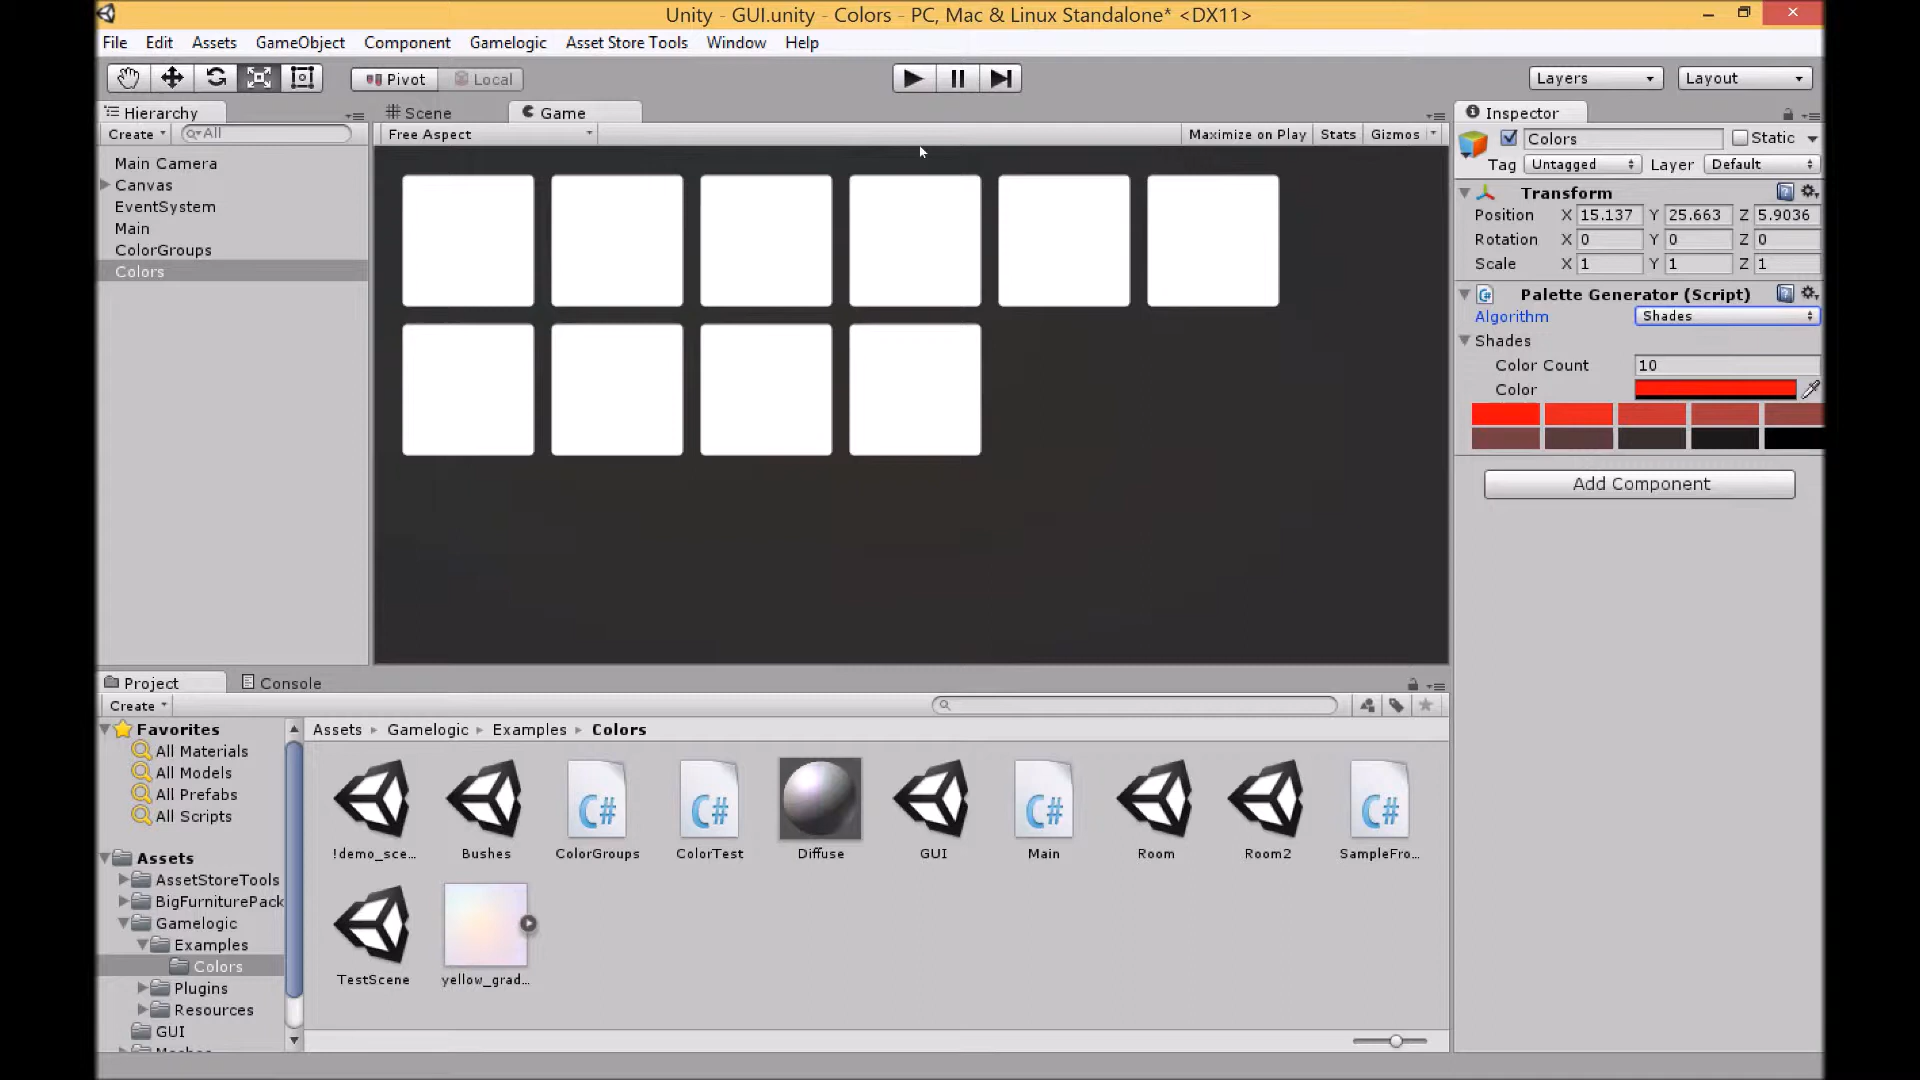 Unity - GUI.unity - Colors - PC, Mac & Linux Standalone* <DX11>
File Edit Assets GameObject Component Gamelogic Asset Store Tools Window Help
Pivot Local Layers Layout
Hierarchy Scene Game Inspector
Create All Free Aspect Maximize on Play Stats Gizmos Colors Static
Tag Untagged Layer Default
Main Camera
Canvas
EventSystem
Main
ColorGroups
Colors
Transform
Position X 15.137 Y 25.663 Z 5.9036
Rotation X 0 Y 0 Z 0
Scale X 1 Y 1 Z 1
Palette Generator (Script)
Algorithm Shades
Shades
Color Count 10
Color
Add Component
Project Console
Create
Favorites
All Materials
All Models
All Prefabs
All Scripts
Assets
AssetStoreTools
BigFurniturePack
Gamelogic
Examples
Colors
Plugins
Resources
GUI
Assets Gamelogic Examples Colors
!demo_sce... Bushes ColorGroups ColorTest Diffuse GUI Main Room Room2 SampleFro...
TestScene yellow_grad...